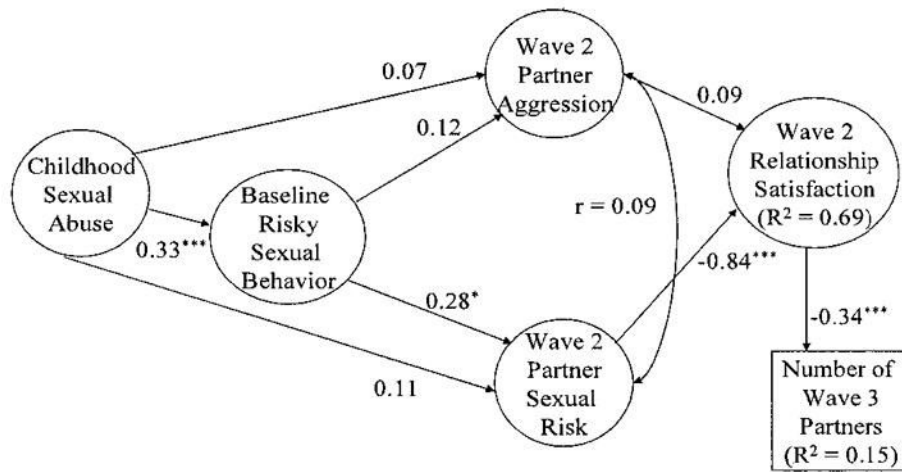 Wave 2
Partner
Aggression
0.07
0.09
0.12
Wave 2
Relationship
Satisfaction
(R² = 0.69)
Childhood
Sexual
Abuse
Baseline
Risky
Sexual
Behavior
r = 0.09
0.33***
-0.84***
0.28*
-0.34***
Wave 2
Partner
Sexual
Risk
0.11
Number of
Wave 3
Partners
(R² = 0.15)